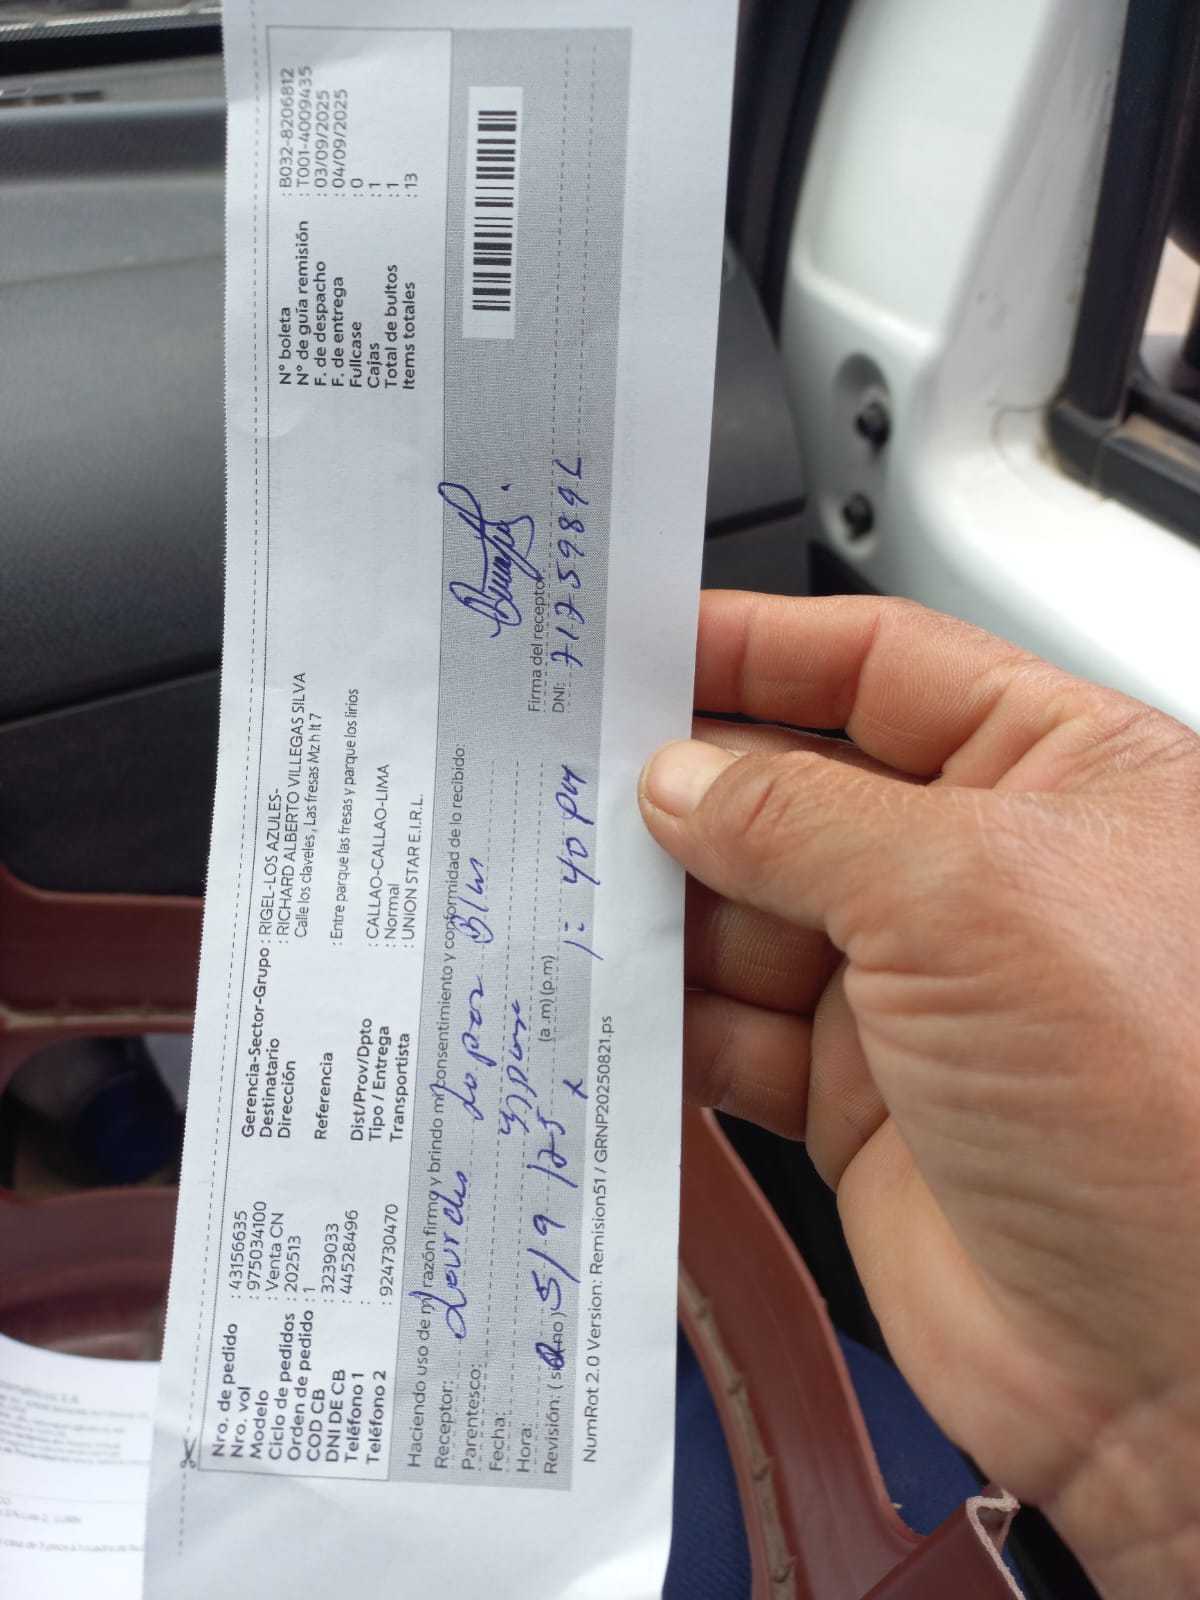 Nro. de pedido : 43156635
Nro. vol : 975034100
Modelo : Venta CN
Ciclo de pedidos : 202513
Orden de pedido : 1
COD CB : 3239033
DNI DE CB : 44528496
Teléfono 1 :
Teléfono 2 : 924730470
Gerencia-Sector-Grupo : RIGEL-LOS AZULES-
Destinatario : RICHARD ALBERTO VILLEGAS SILVA
Dirección Calle los claveles , Las fresas Mz h lt 7
Referencia : Entre parque las fresas y parque los lirios
Dist/Prov/Dpto : CALLAO-CALLAO-LIMA
Tipo / Entrega : Normal
Transportista : UNION STAR E.I.R.L.
N° boleta : B032-8206812
N° de guía remisión : T001-4009435
F. de despacho : 03/09/2025
F. de entrega : 04/09/2025
Fullcase : 0
Cajas : 1
Total de bultos : 1
Items totales : 13
Haciendo uso de mi razón firmo y brindo mi consentimiento y conformidad de lo recibido:
Receptor: Lourdes
Parentesco:
Fecha: 5/9/25
Hora: (a .m) (p.m) 1:40 pm
Revisión: ( si no )
Firma del receptor
DNI:
NumRot 2.0 Version: Remision51 / GRNP20250821.ps